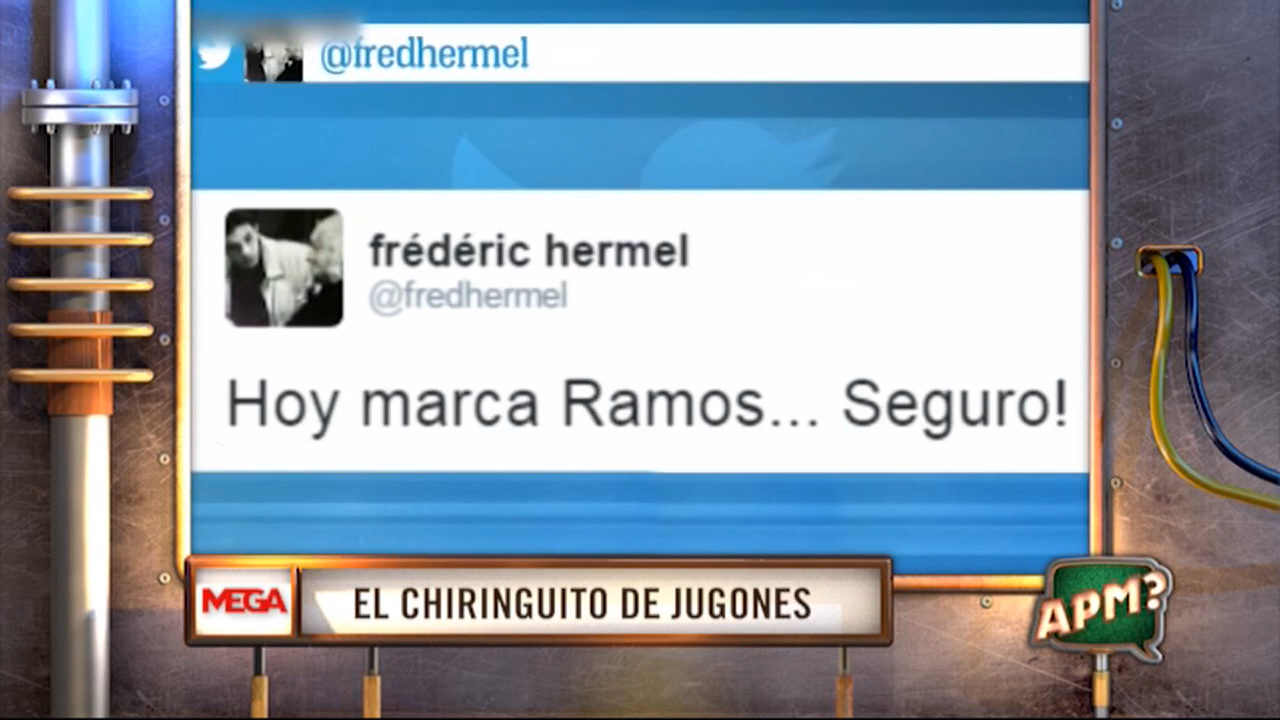 @fredhermel
frédéric hermel
@fredhermel
Hoy marca Ramos... Seguro!
MEGA
EL CHIRINGUITO DE JUGONES
APM?